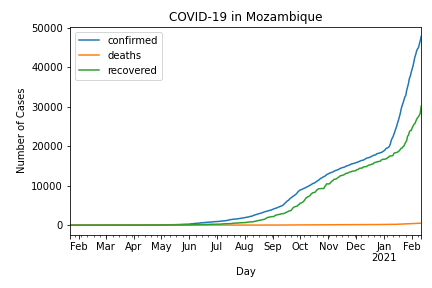 COVID-19 in Mozambique
confirmed
deaths
recovered
Number of Cases
50000
40000
30000
20000
10000
0
Feb Mar Apr May Jun Jul Aug Sep Oct Nov Dec Jan Feb
2021
Day